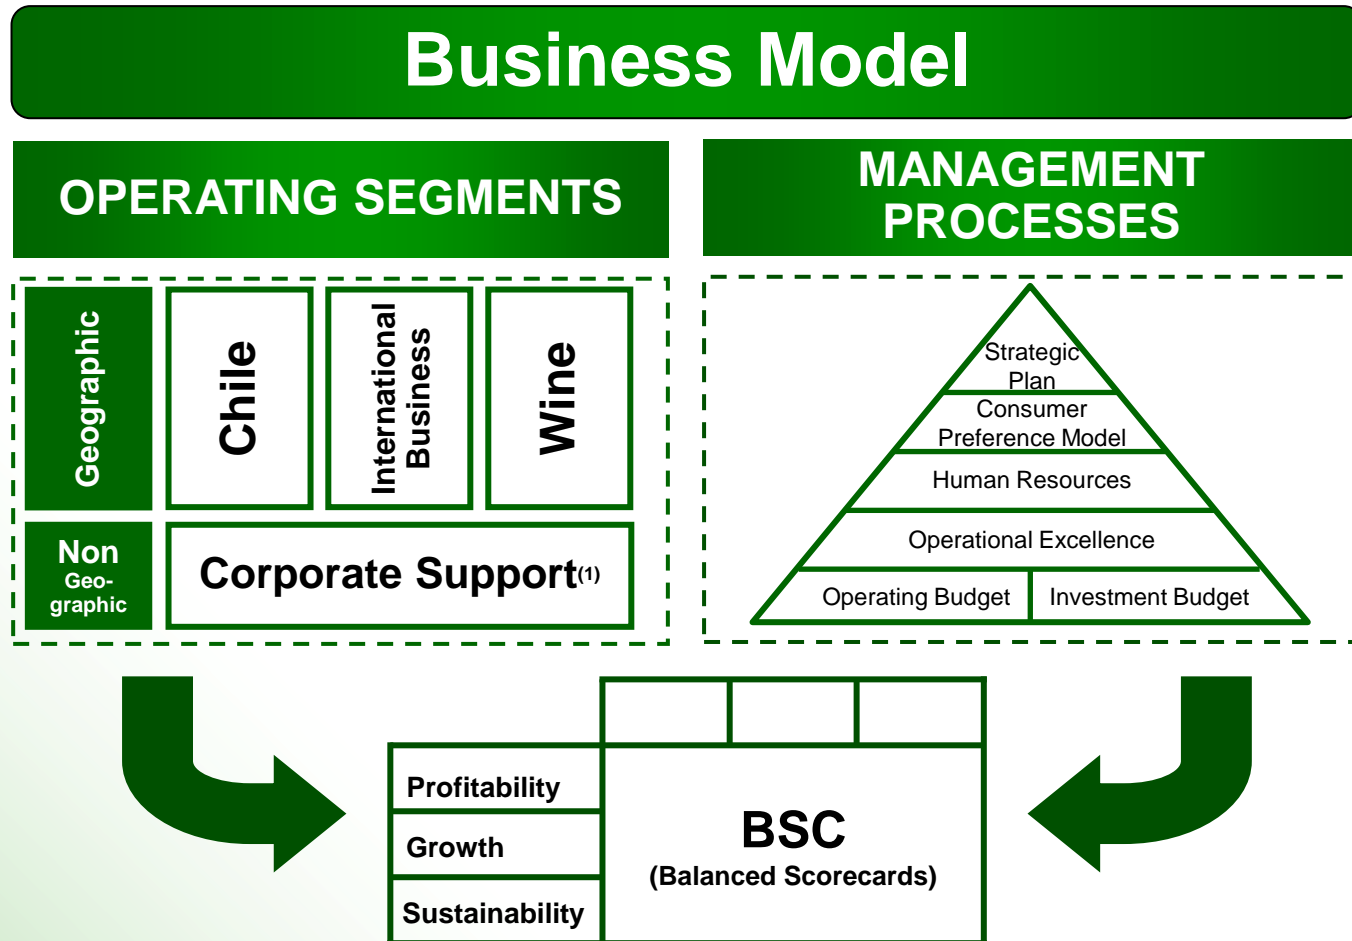 Business Model
OPERATING SEGMENTS
MANAGEMENT
PROCESSES
Geographic
Chile
International
Business
Wine
Non
Geo-
graphic
Corporate Support(1)
Strategic
Plan
Consumer
Preference Model
Human Resources
Operational Excellence
Operating Budget
Investment Budget
Profitability
Growth
Sustainability
BSC
(Balanced Scorecards)